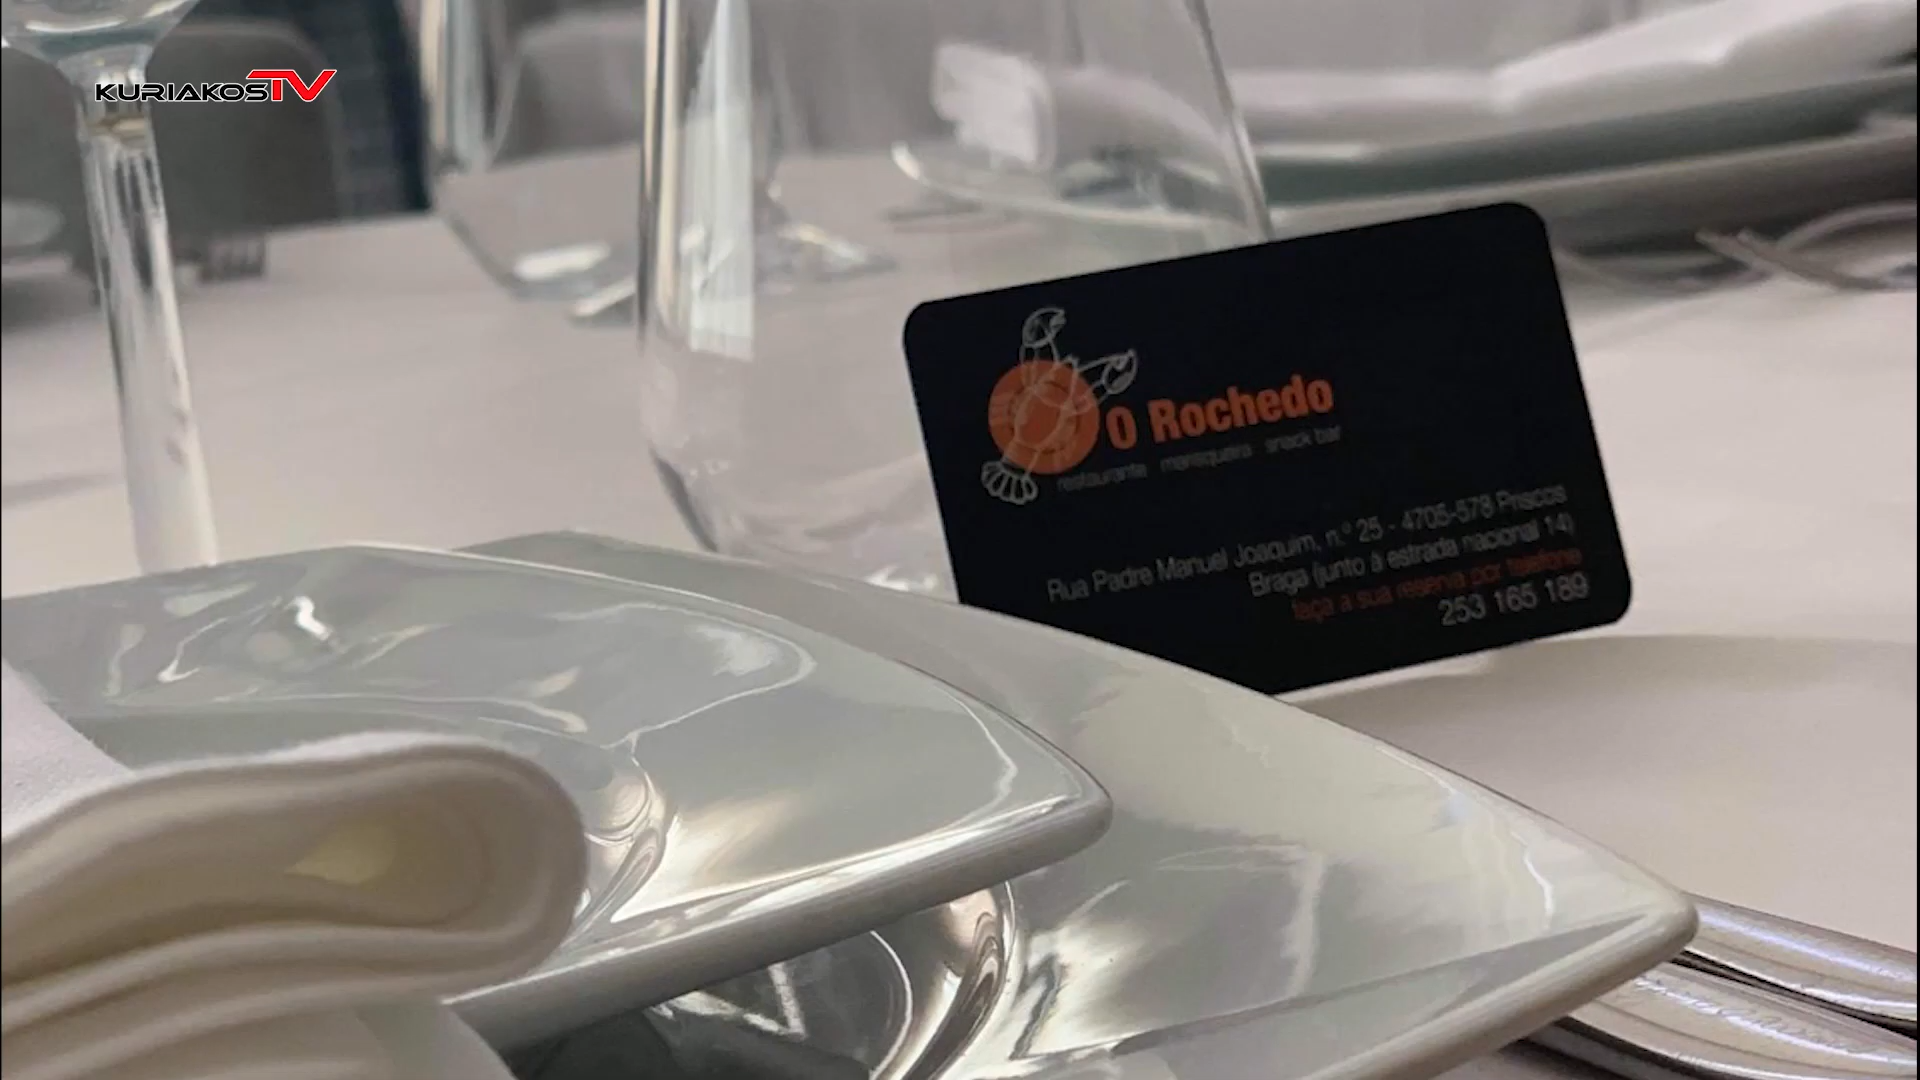 KURIAKOSTV
O Rochedo
restaurante marisqueira snack bar
Rua Padre Manuel Joaquim, n.º 25 - 4705-578 Priscos
Braga (junto à estrada nacional 14)
faça a sua reserva por telefone
253 165 189